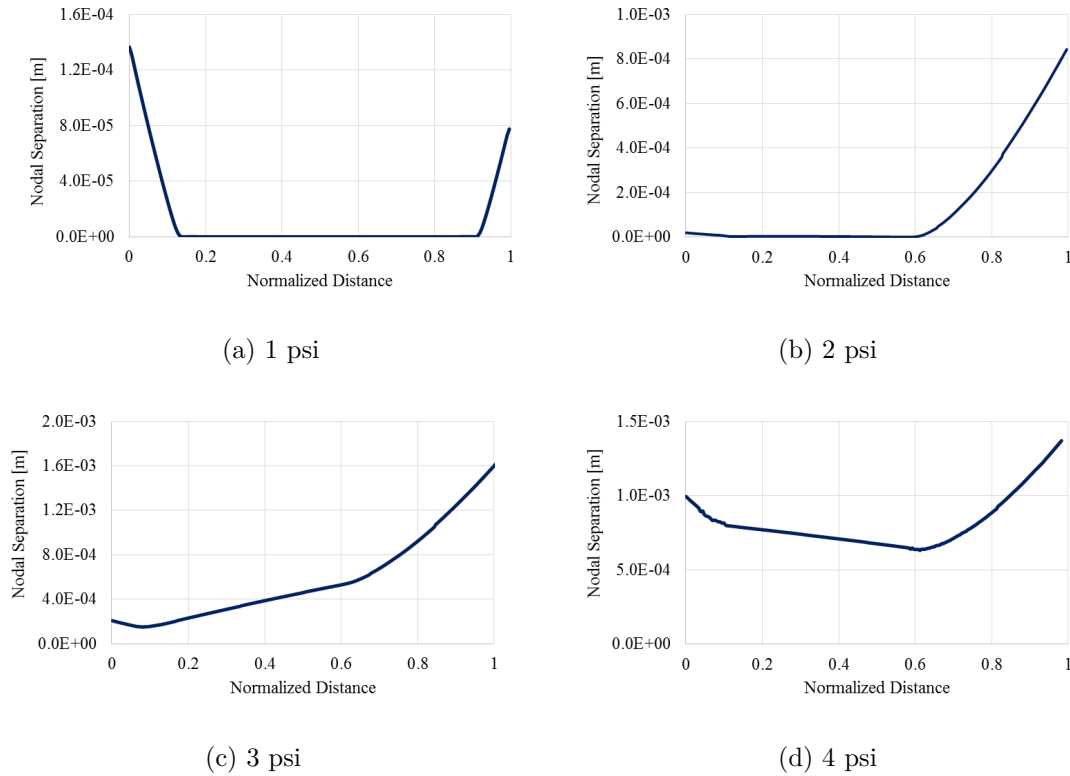 1.6E-04
1.2E-04
8.0E-05
4.0E-05
0.0E+00
Nodal Separation [m]
0 0.2 0.4 0.6 0.8 1
Normalized Distance
(a) 1 psi
1.0E-03
8.0E-04
6.0E-04
4.0E-04
2.0E-04
0.0E+00
Nodal Separation [m]
0 0.2 0.4 0.6 0.8 1
Normalized Distance
(b) 2 psi
2.0E-03
1.6E-03
1.2E-03
8.0E-04
4.0E-04
0.0E+00
Nodal Separation [m]
0 0.2 0.4 0.6 0.8 1
Normalized Distance
(c) 3 psi
1.5E-03
1.0E-03
5.0E-04
0.0E+00
Nodal Separation [m]
0 0.2 0.4 0.6 0.8 1
Normalized Distance
(d) 4 psi